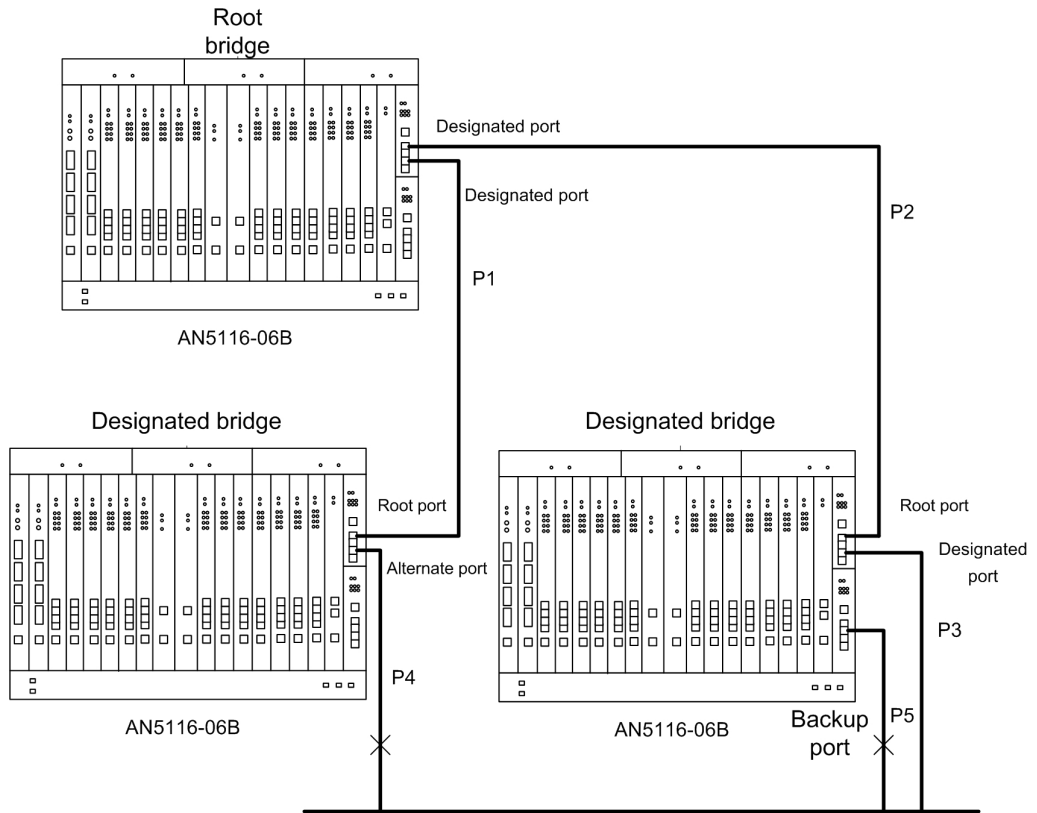 Root
bridge
Designated port
Designated port
P2
P1
AN5116-06B
Designated bridge
Designated bridge
Root port
Root port
Designated
port
Alternate port
P3
P4
P5
Backup
port
AN5116-06B
AN5116-06B